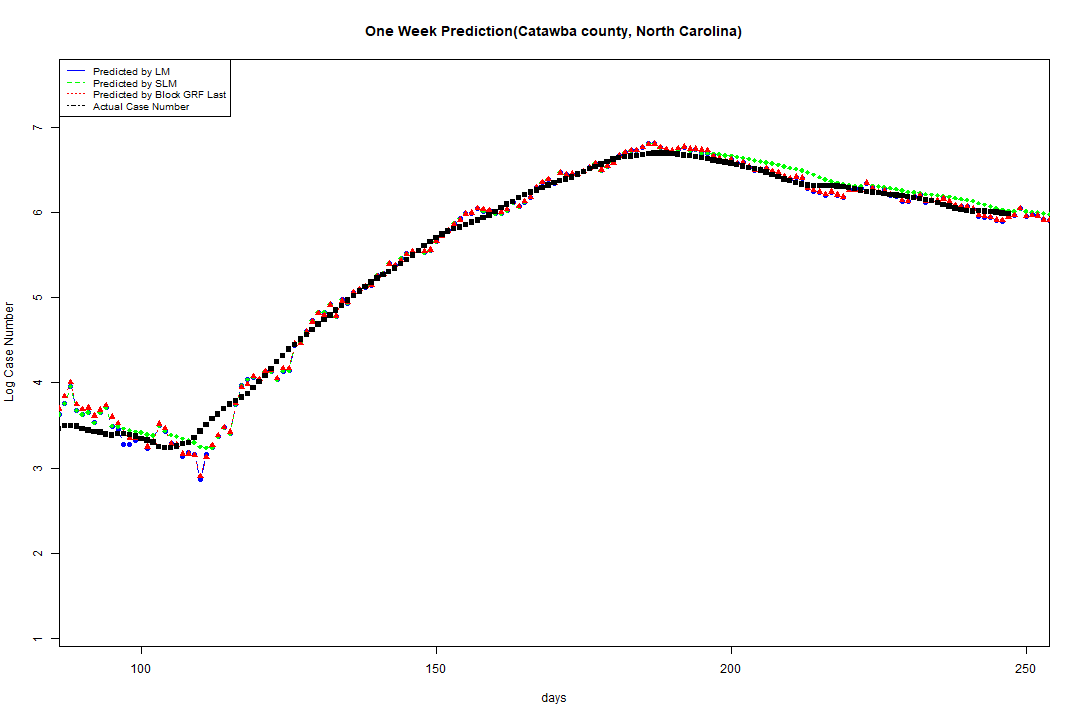 One Week Prediction(Catawba county, North Carolina)
Predicted by LM
Predicted by SLM
Predicted by Block GRF Last
Actual Case Number
7
6
5
4
3
2
1
Log Case Number
100 150 200 250
days